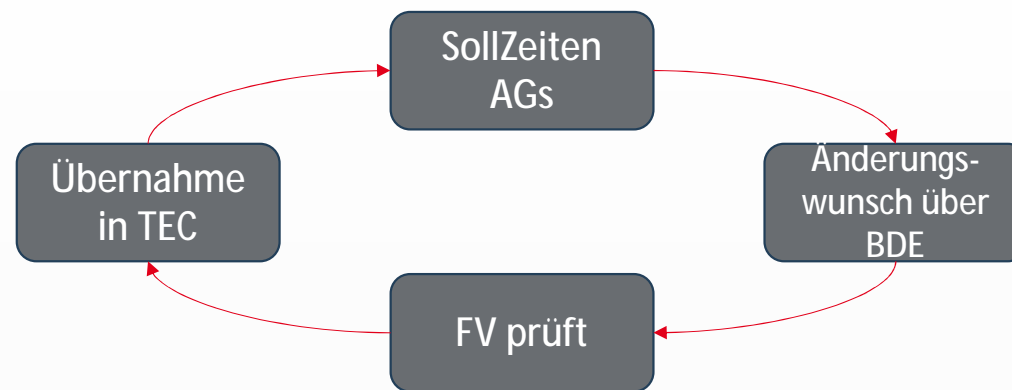 SollZeiten
AGs
Übernahme
in TEC
Änderungs-
wunsch über
BDE
FV prüft